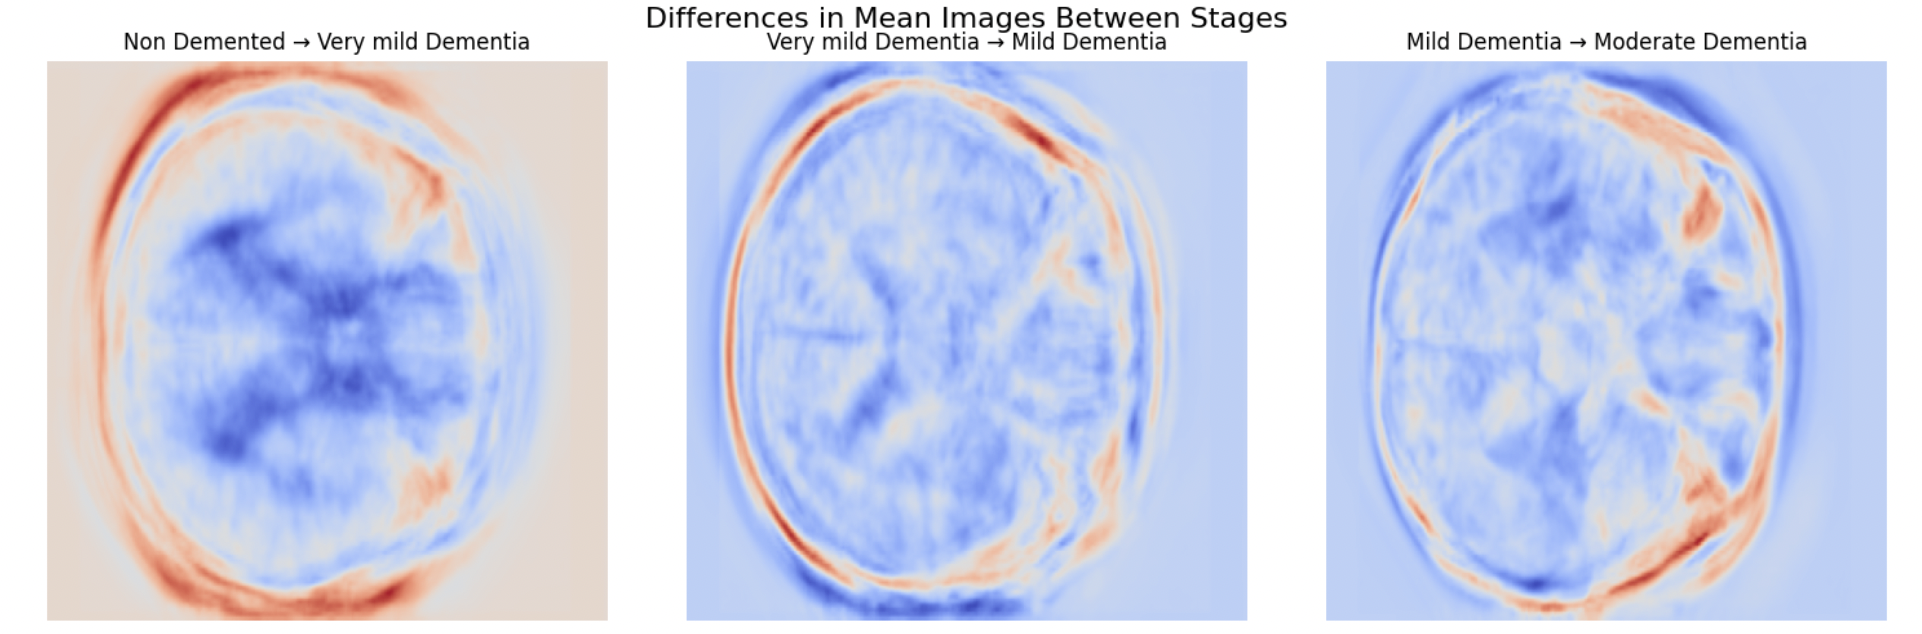 Differences in Mean Images Between Stages
Non Demented → Very mild Dementia
Very mild Dementia → Mild Dementia
Mild Dementia → Moderate Dementia